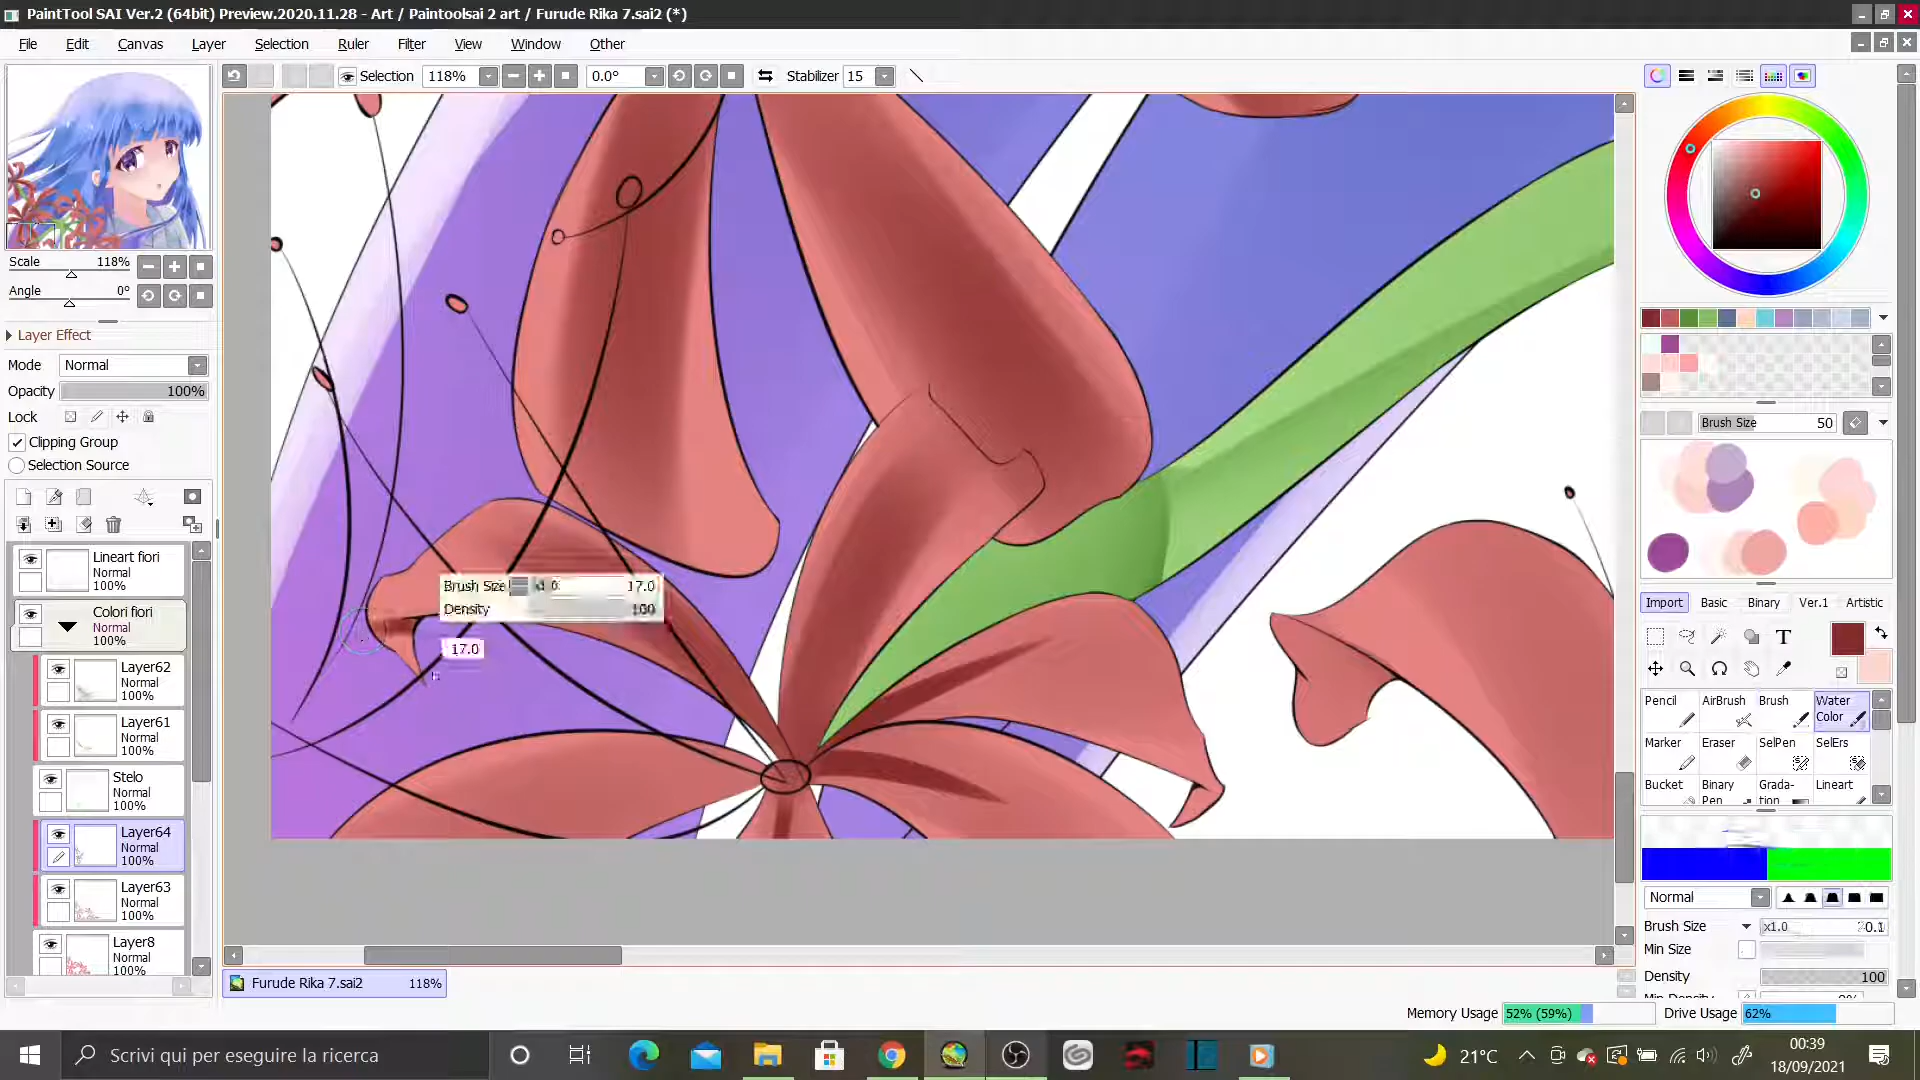 PaintTool SAI Ver.2 (64bit) Preview.2020.11.28 - Art / Paintoolsai 2 art / Furude Rika 7.sai2 (*)
File Edit Canvas Layer Selection Ruler Filter View Window Other
Selection 118% 0.0° Stabilizer 15
Scale 118%
Angle 0°
Layer Effect
Mode Normal
Opacity 100%
Lock
Clipping Group
Selection Source
Lineart fiori
Normal
100%
Colori fiori
Normal
100%
Layer62
Normal
100%
Layer61
Normal
100%
Stelo
Normal
100%
Layer64
Normal
100%
Layer63
Normal
100%
Layer8
Normal
100%
Brush Size 17.0
Density 100
17.0
Furude Rika 7.sai2 118%
Brush Size 50
Import Basic Binary Ver.1 Artistic
T
Pencil AirBrush Brush Water Color
Marker Eraser SelPen SelErs
Bucket Binary Pen Grada-tion Lineart
Normal
Brush Size x1.0
Min Size
Density 100
Min Density 0%
Memory Usage 52% (59%) Drive Usage 62%
Scrivi qui per eseguire la ricerca
21°C
00:39
18/09/2021